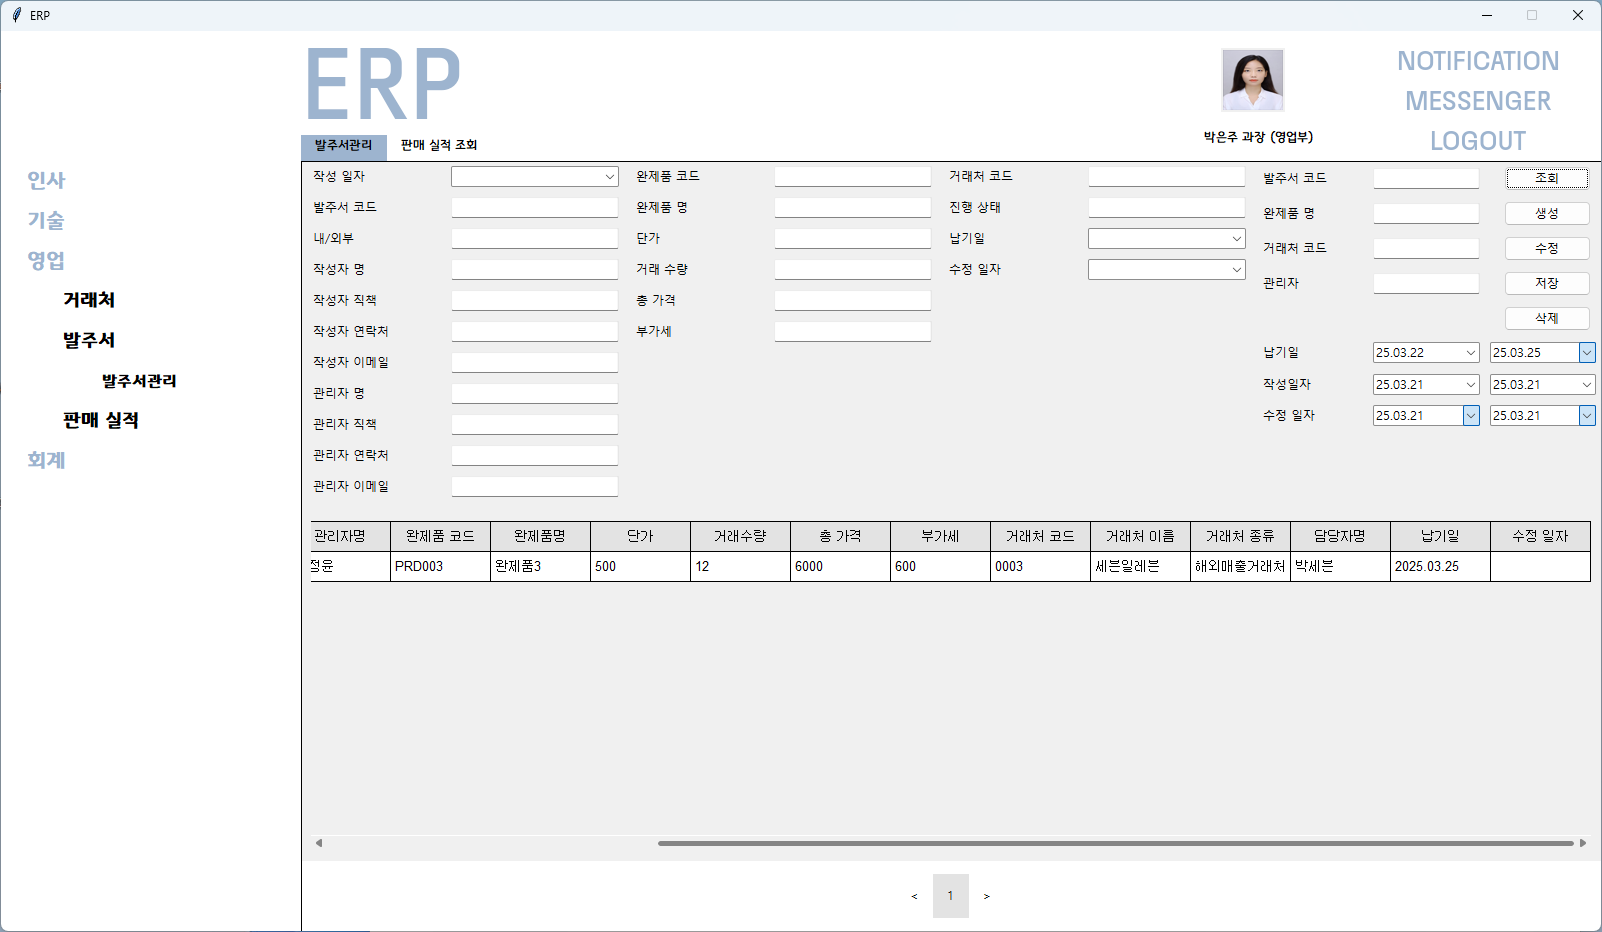 ERP
ERP
NOTIFICATION
MESSENGER
LOGOUT
박은주 과장 (영업부)
발주서관리 판매 실적 조회
인사
기술
영업
거래처
발주서
발주서관리
판매 실적
회계
작성 일자 완제품 코드 거래처 코드 발주서 코드 조회
발주서 코드 완제품 명 진행 상태 완제품 명 생성
내/외부 단가 납기일 거래처 코드 수정
작성자 명 거래 수량 수정 일자 관리자 저장
작성자 직책 총 가격 삭제
작성자 연락처 부가세
작성자 이메일 납기일 25.03.22 25.03.25
관리자 명 작성일자 25.03.21 25.03.21
관리자 직책 수정 일자 25.03.21 25.03.21
관리자 연락처
관리자 이메일
관리자명 완제품 코드 완제품명 단가 거래수량 총 가격 부가세 거래처 코드 거래처 이름 거래처 종류 담당자명 납기일 수정 일자
정윤 PRD003 완제품3 500 12 6000 600 0003 세븐일레븐 해외매출거래처 박세븐 2025.03.25
< 1 >